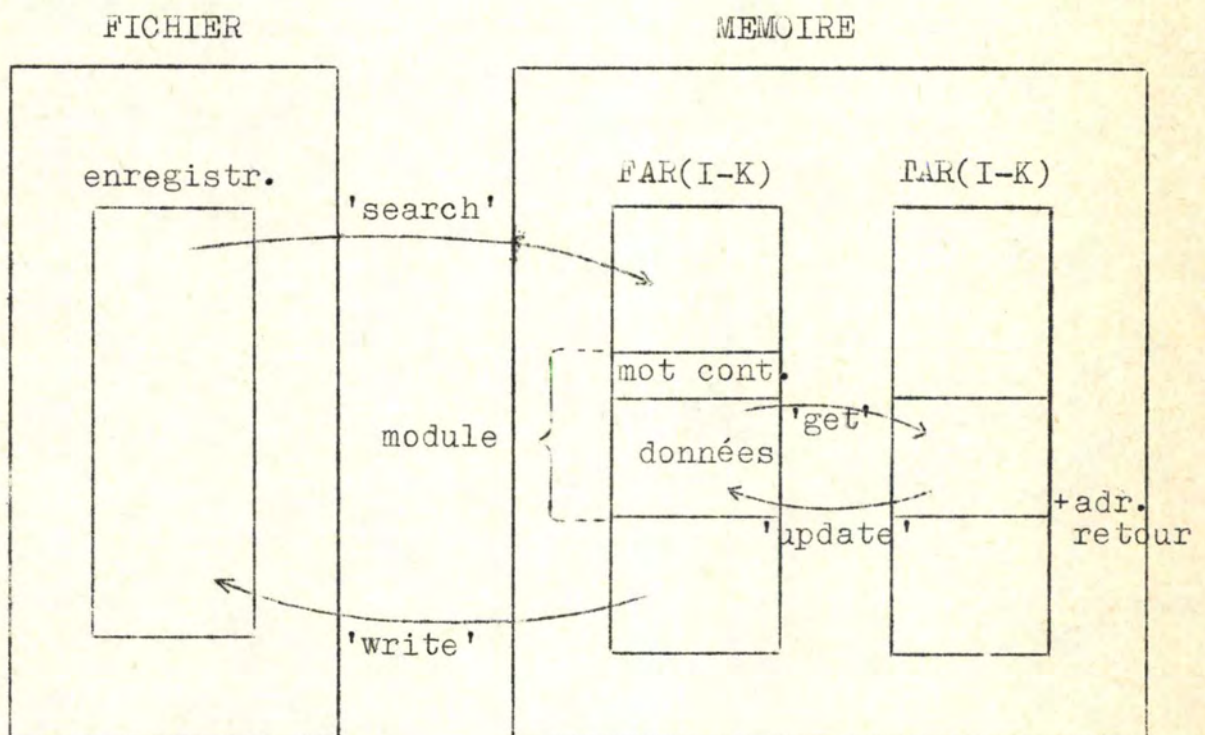 FICHIER
MEMOIRE
enregistr.
FAR(I-K)
TAR(I-K)
'search'
mot cont.
'get'
module
données
+adr.
'update'
retour
'write'